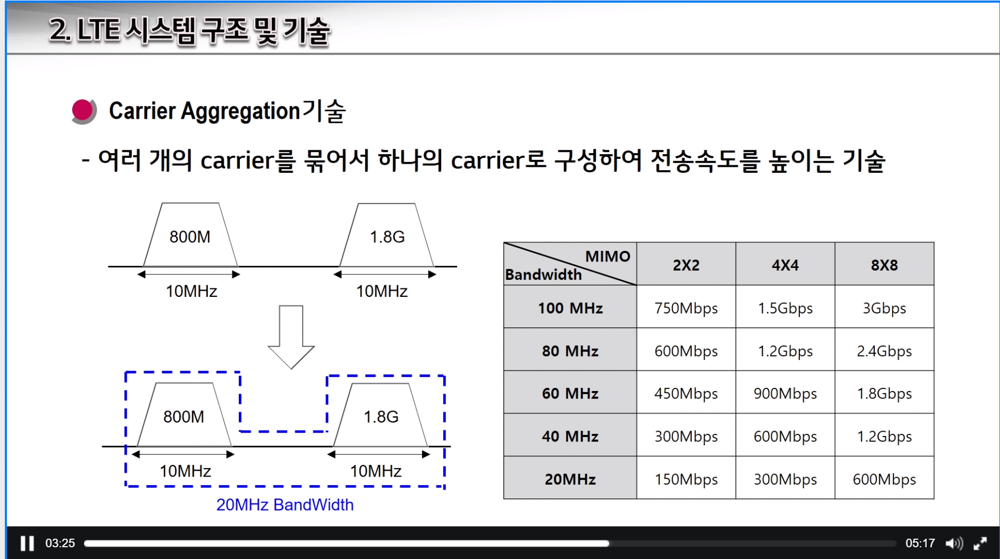 2. LTE 시스템 구조 및 기술
Carrier Aggregation기술
- 여러 개의 carrier를 묶어서 하나의 carrier로 구성하여 전송속도를 높이는 기술
800M 1.8G
10MHz 10MHz
800M 1.8G
10MHz 10MHz
20MHz BandWidth
MIMO
Bandwidth 2X2 4X4 8X8
100 MHz 750Mbps 1.5Gbps 3Gbps
80 MHz 600Mbps 1.2Gbps 2.4Gbps
60 MHz 450Mbps 900Mbps 1.8Gbps
40 MHz 300Mbps 600Mbps 1.2Gbps
20MHz 150Mbps 300Mbps 600Mbps
03:25 05:17